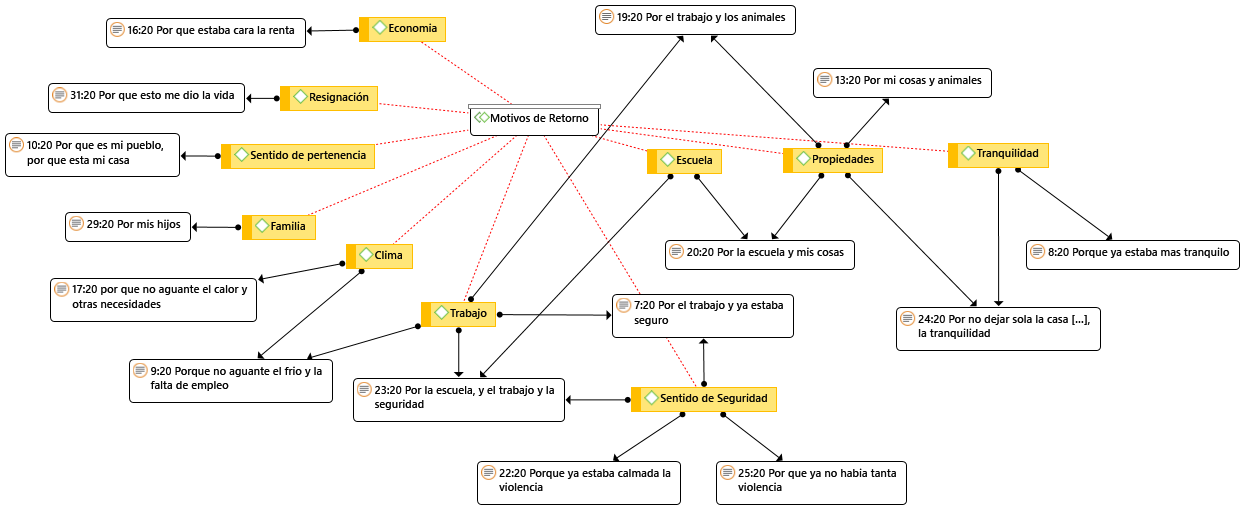 19:20 Por el trabajo y los animales
16:20 Por que estaba cara la renta
Economia
13:20 Por mi cosas y animales
31:20 Por que esto me dio la vida
Resignación
Motivos de Retorno
10:20 Por que es mi pueblo,
por que esta mi casa
Sentido de pertenencia
Escuela
Propiedades
Tranquilidad
29:20 Por mis hijos
Familia
Clima
20:20 Por la escuela y mis cosas
8:20 Porque ya estaba mas tranquilo
17:20 por que no aguante el calor y
otras necesidades
Trabajo
7:20 Por el trabajo y ya estaba
seguro
24:20 Por no dejar sola la casa [...],
la tranquilidad
9:20 Porque no aguante el frio y la
falta de empleo
23:20 Por la escuela, y el trabajo y la
seguridad
Sentido de Seguridad
22:20 Porque ya estaba calmada la
violencia
25:20 Por que ya no habia tanta
violencia